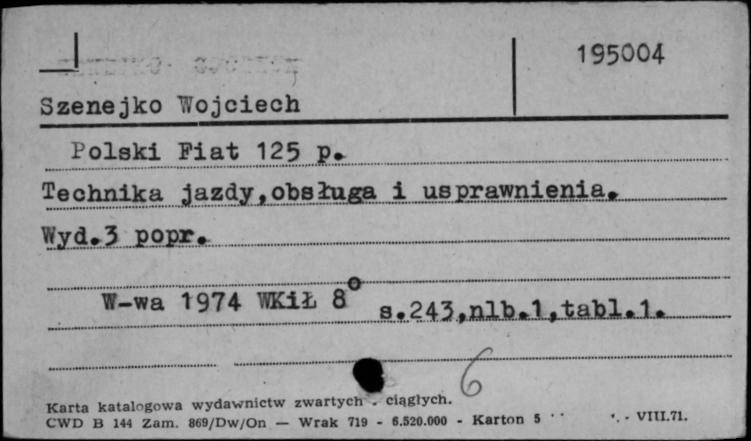 195004
Szenejko Wojciech
Polski Fiat 125 p.
Technika jazdy,obsługa i usprawnienia.
Wyd.3 popr.
W-wa 1974 WKiŁ 8° s.243,nlb.1,tabl.1.
6
Karta katalogowa wydawnictw zwartych - ciągłych.
CWD B 144 Zam. 869/Dw/On — Wrak 719 - 6.520.000 - Karton 5 - VIII.71.